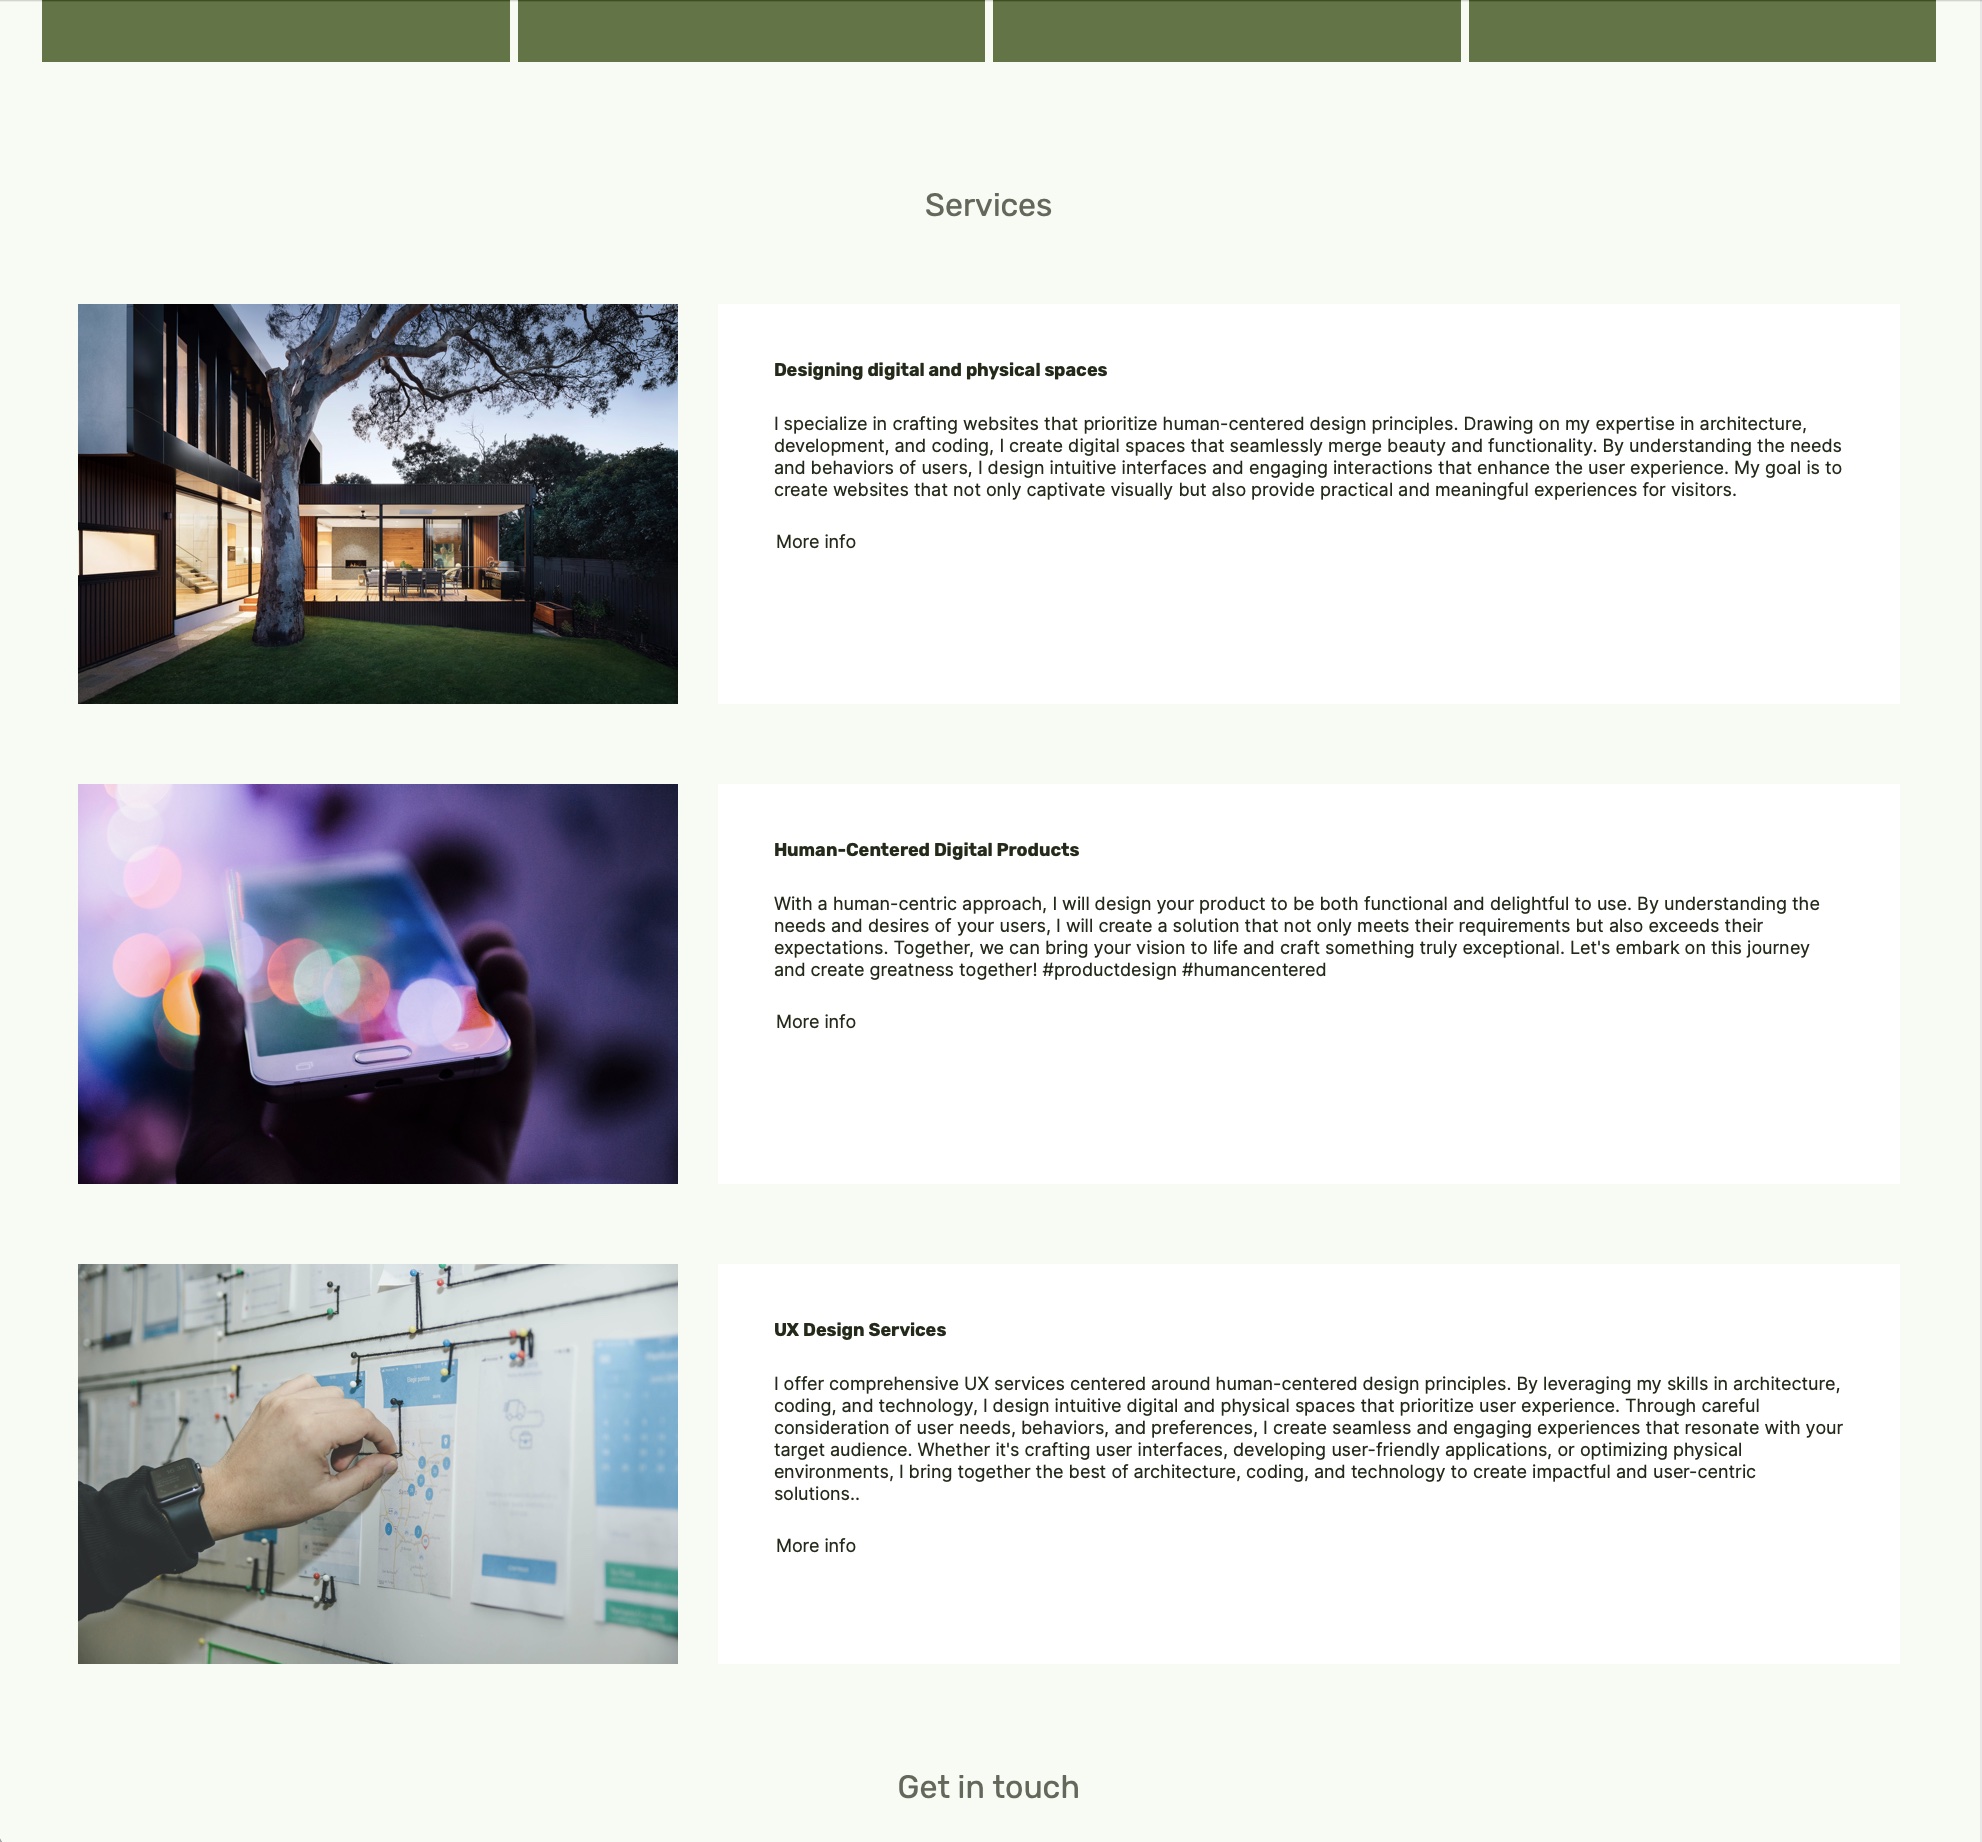 Services
Designing digital and physical spaces
I specialize in crafting websites that prioritize human-centered design principles. Drawing on my expertise in architecture,
development, and coding, I create digital spaces that seamlessly merge beauty and functionality. By understanding the needs
and behaviors of users, I design intuitive interfaces and engaging interactions that enhance the user experience. My goal is to
create websites that not only captivate visually but also provide practical and meaningful experiences for visitors.
More info
Human-Centered Digital Products
With a human-centric approach, I will design your product to be both functional and delightful to use. By understanding the
needs and desires of your users, I will create a solution that not only meets their requirements but also exceeds their
expectations. Together, we can bring your vision to life and craft something truly exceptional. Let's embark on this journey
and create greatness together! #productdesign #humancentered
More info
UX Design Services
I offer comprehensive UX services centered around human-centered design principles. By leveraging my skills in architecture,
coding, and technology, I design intuitive digital and physical spaces that prioritize user experience. Through careful
consideration of user needs, behaviors, and preferences, I create seamless and engaging experiences that resonate with your
target audience. Whether it's crafting user interfaces, developing user-friendly applications, or optimizing physical
environments, I bring together the best of architecture, coding, and technology to create impactful and user-centric
solutions..
More info
Get in touch